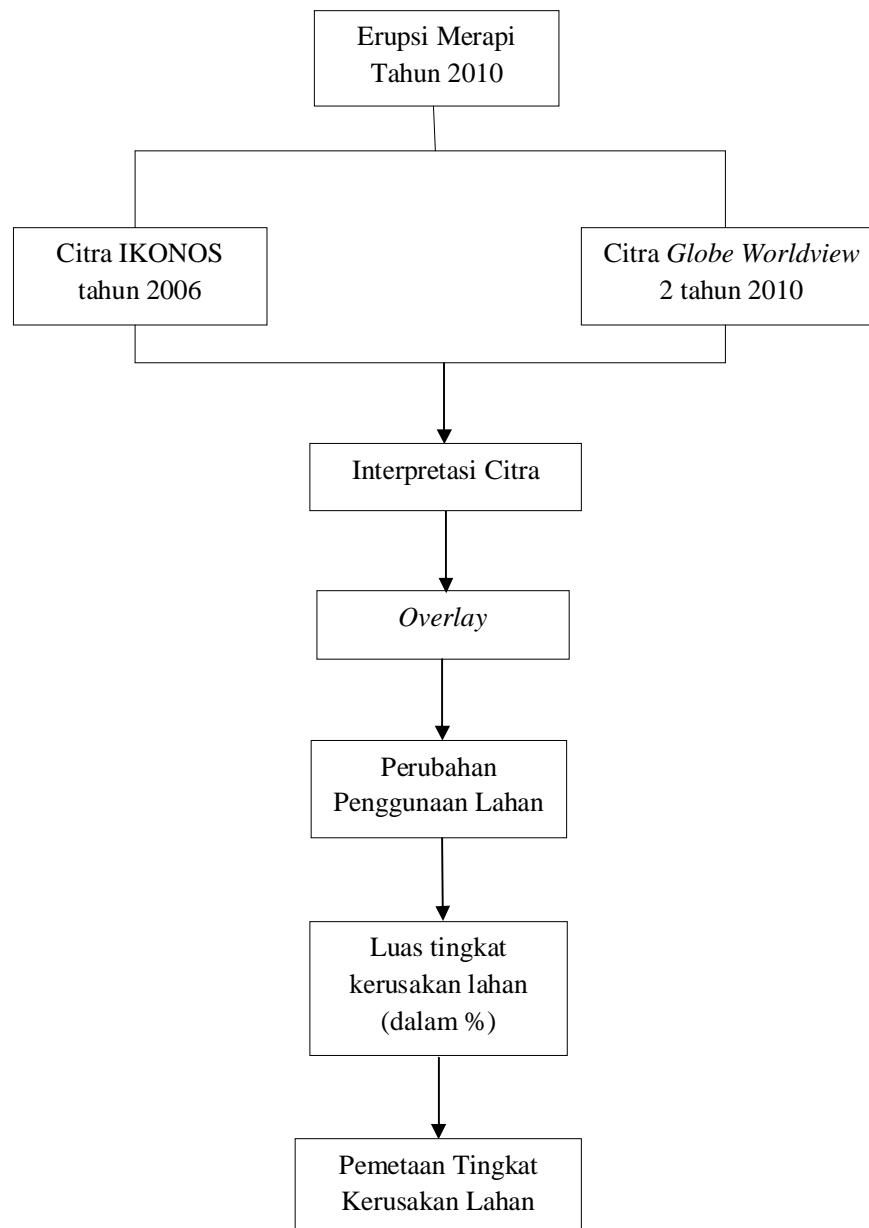 Erupsi Merapi
Tahun 2010
Citra IKONOS
tahun 2006
Citra Globe Worldview
2 tahun 2010
Interpretasi Citra
Overlay
Perubahan
Penggunaan Lahan
Luas tingkat
kerusakan lahan
(dalam %)
Pemetaan Tingkat
Kerusakan Lahan